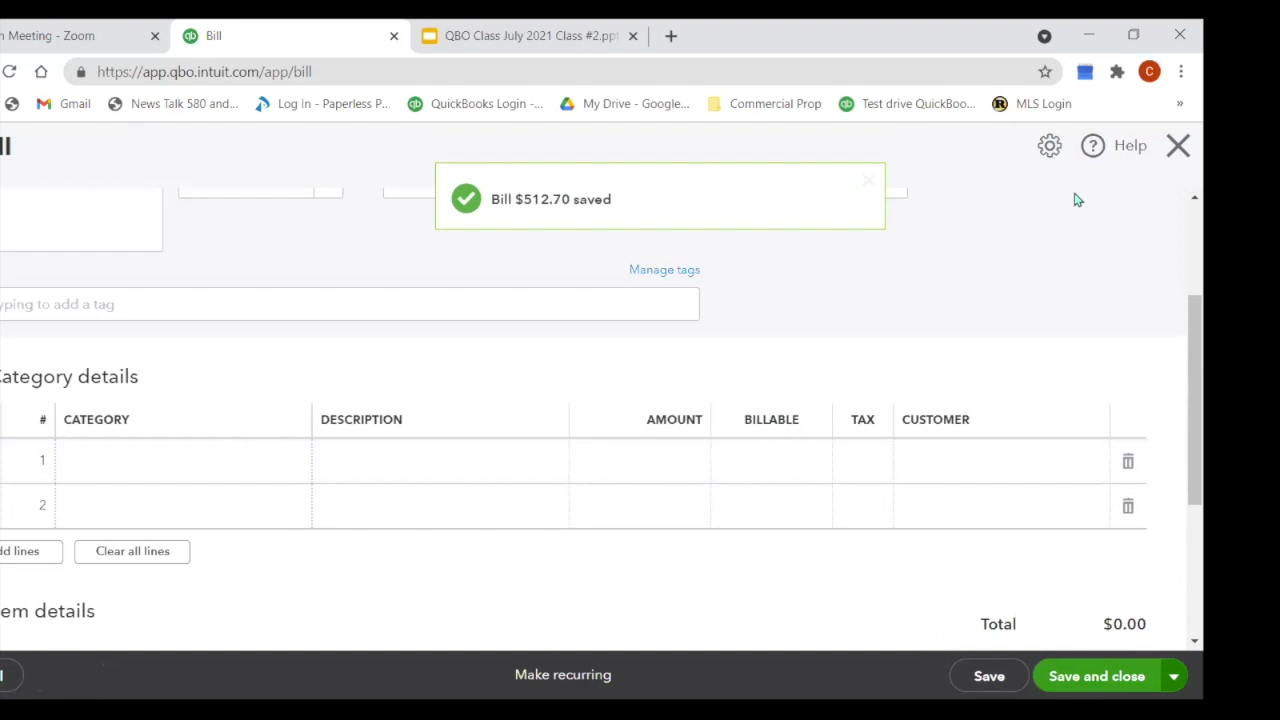 n Meeting - Zoom
Bill
QBO Class July 2021 Class #2.ppt
https://app.qbo.intuit.com/app/bill
C
Gmail
News Talk 580 and...
Log In - Paperless P...
QuickBooks Login -...
My Drive - Google...
Commercial Prop
Test drive QuickBoo...
MLS Login
»
ll
Help
Bill $512.70 saved
Manage tags
yping to add a tag
Category details
# CATEGORY DESCRIPTION AMOUNT BILLABLE TAX CUSTOMER
1
2
dd lines
Clear all lines
em details
Total $0.00
l
Make recurring
Save
Save and close